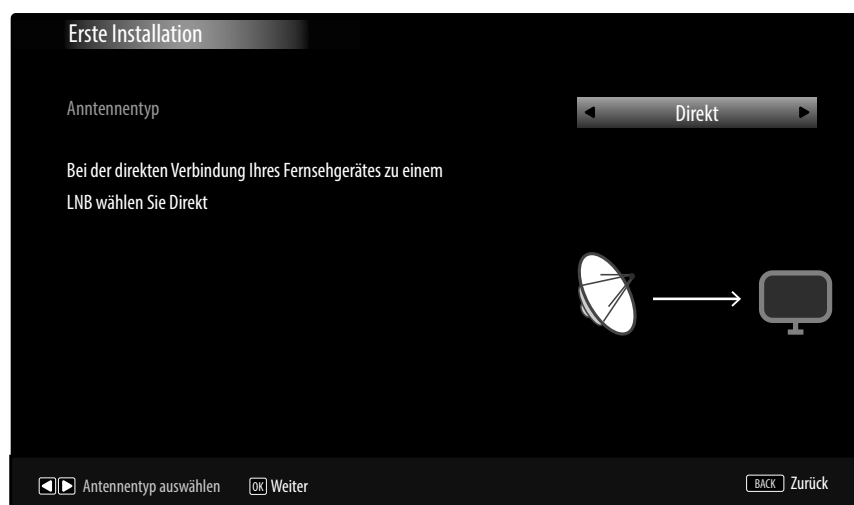 Erste Installation
Anntennentyp
Direkt
Bei der direkten Verbindung Ihres Fernsehgerätes zu einem
LNB wählen Sie Direkt
Antennentyp auswählen OK Weiter BACK Zurück